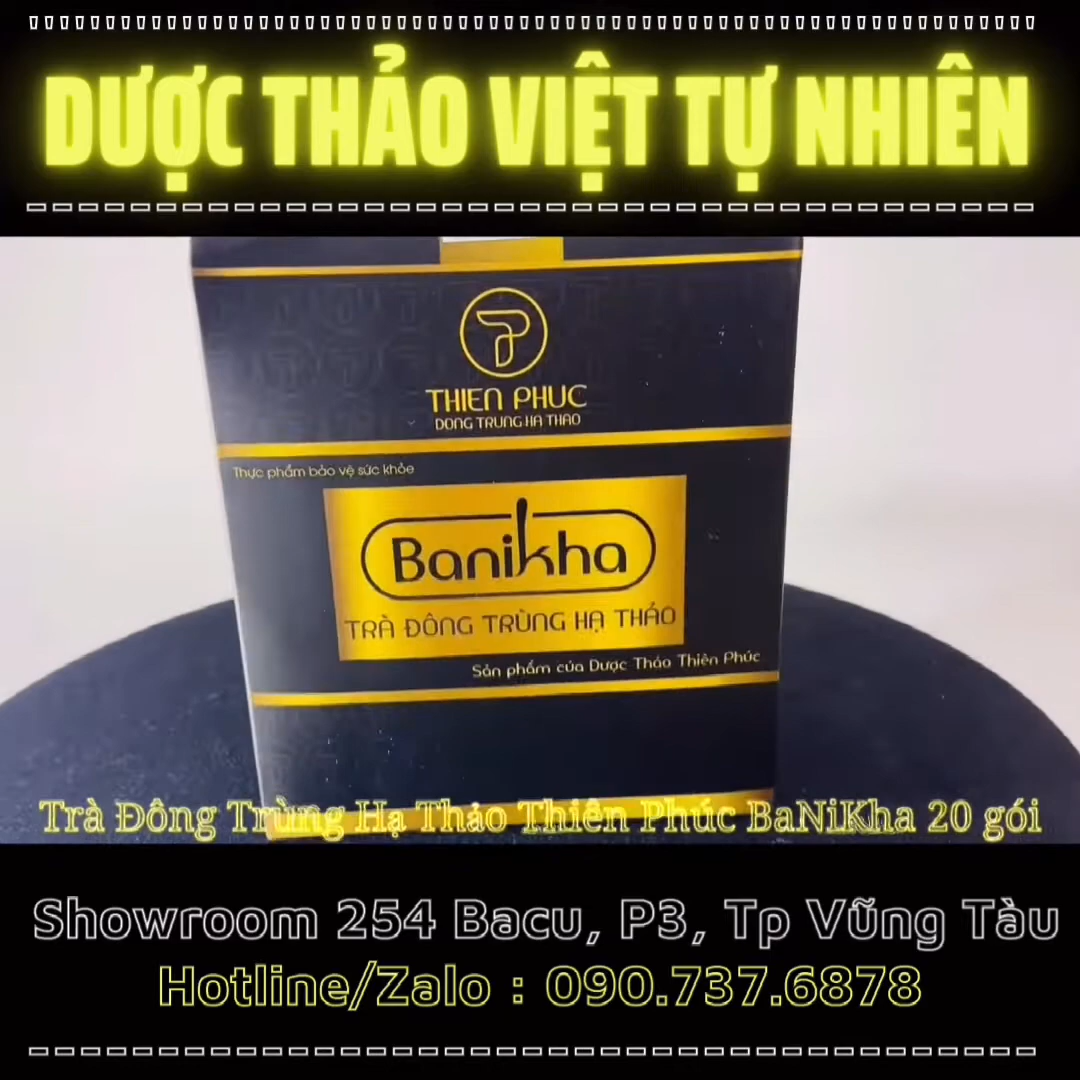 DƯỢC THẢO VIỆT TỰ NHIÊN
THIEN PHUC
DONG TRUNG HA THAO
Thực phẩm bảo vệ sức khỏe
Banikha
TRÀ ĐÔNG TRÙNG HẠ THẢO
Sản phẩm của Dược Thảo Thiên Phúc
Trà Đông Trùng Hạ Thảo Thiên Phúc BaNiKha 20 gói
Showroom 254 Bacu, P3, Tp Vũng Tàu
Hotline/Zalo : 090.737.6878